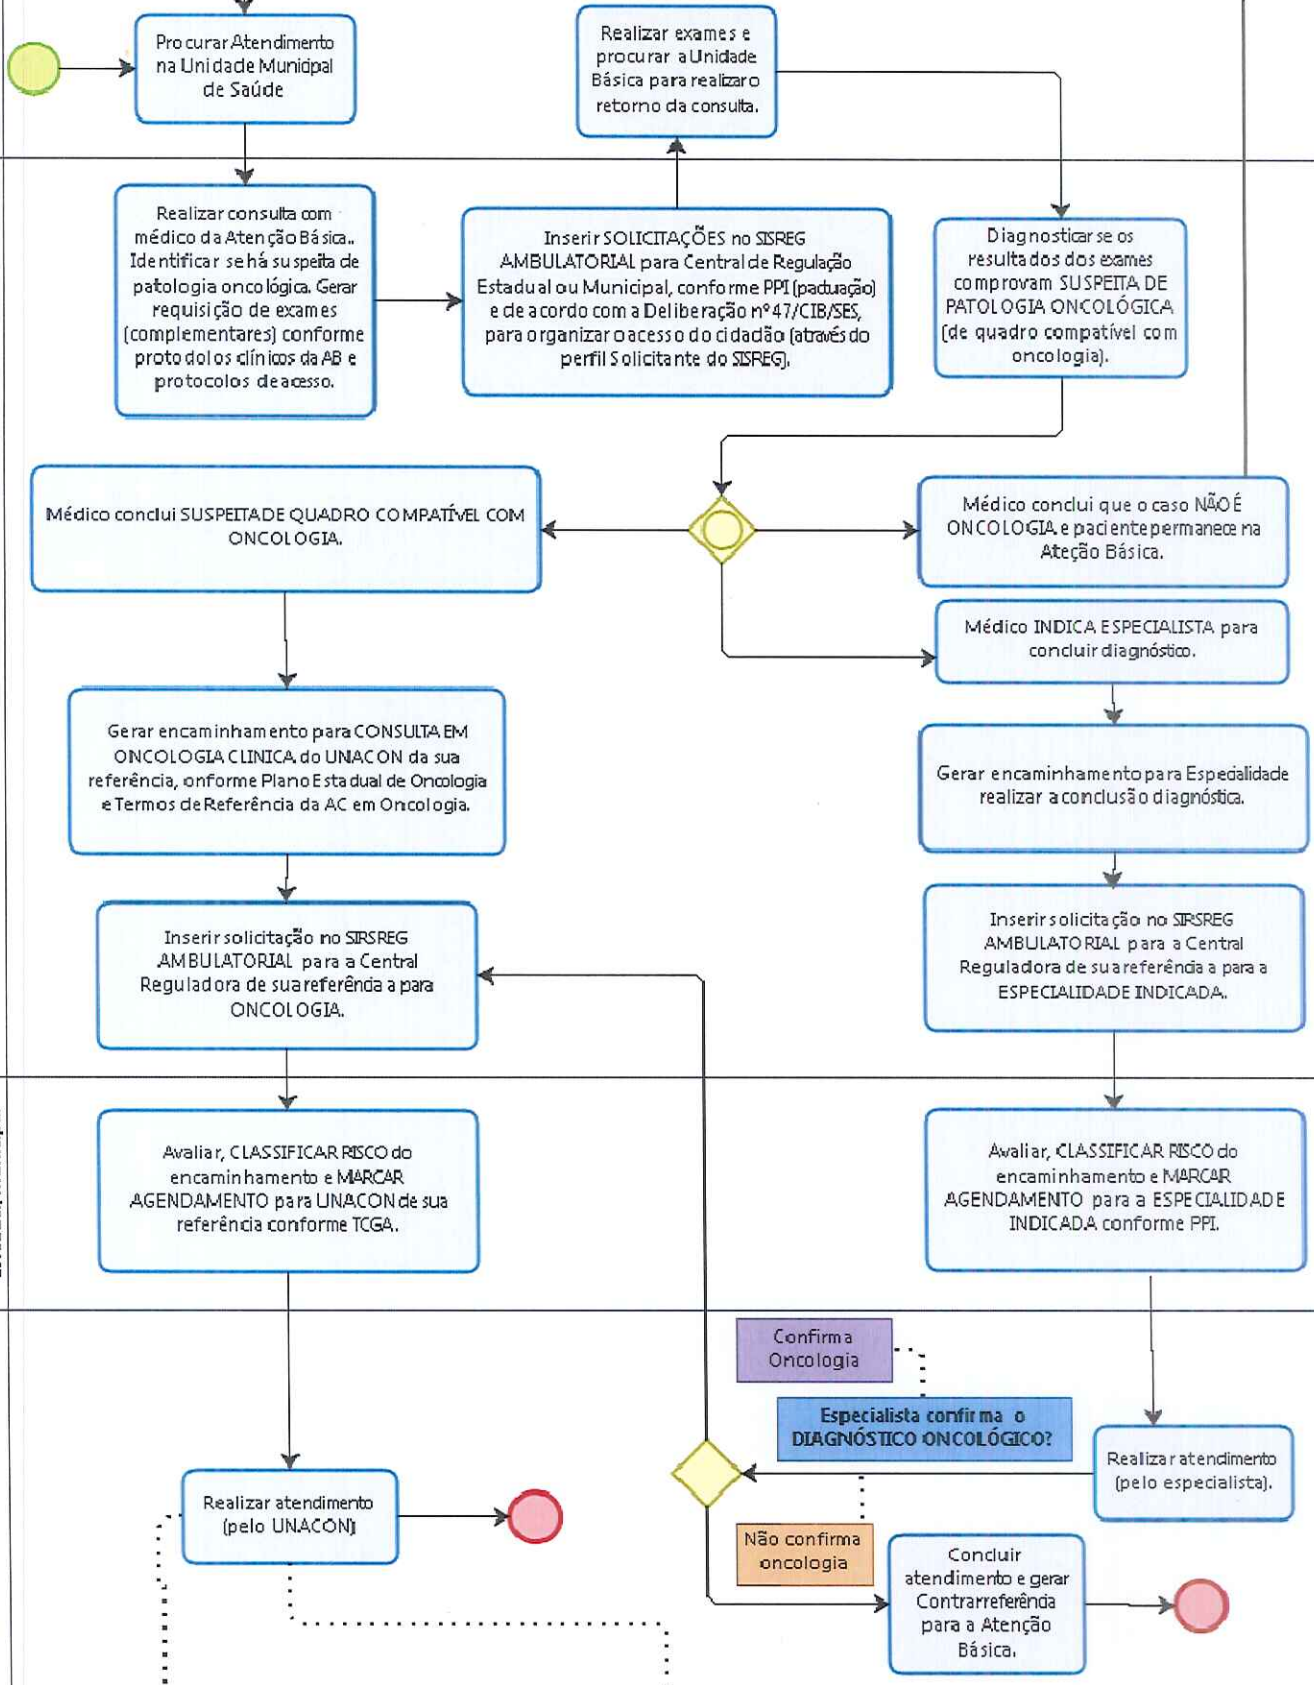 Procurar Atendimento
na Unidade Municipal
de Saúde
Realizar exames e
procurar a Unidade
Básica para realizar o
retorno da consulta.
Realizar consulta com
médico da Atenção Básica..
Identificar se há suspeita de
patologia oncológica. Gerar
requisição de exames
(complementares) conforme
protodolos clínicos da AB e
protocolos de acesso.
Inserir SOLICITAÇÕES no SISREG
AMBULATORIAL para Central de Regulação
Estadual ou Municipal, conforme PPI (pactuação)
e de acordo com a Deliberação nº 47/CIB/SES,
para organizar o acesso do cidadão (através do
perfil Solicitante do SISREG).
Diagnosticar se os
resultados dos exames
comprovam SUSPEITA DE
PATOLOGIA ONCOLÓGICA
(de quadro compatível com
oncologia).
Médico conclui SUSPEITA DE QUADRO COMPATÍVEL COM
ONCOLOGIA.
Médico conclui que o caso NÃO É
ONCOLOGIA e paciente permanece na
Ateção Básica.
Médico INDICA ESPECIALISTA para
concluir diagnóstico.
Gerar encaminhamento para CONSULTA EM
ONCOLOGIA CLINICA do UNACON da sua
referência, onforme Plano Estadual de Oncologia
e Termos de Referência da AC em Oncologia.
Gerar encaminhamento para Especialidade
realizar a conclusão diagnóstica.
Inserir solicitação no SIRSREG
AMBULATORIAL para a Central
Reguladora de sua referência a para
ONCOLOGIA.
Inserir solicitação no SIRSREG
AMBULATORIAL para a Central
Reguladora de sua referência a para a
ESPECIALIDADE INDICADA.
Avaliar, CLASSIFICAR RISCO do
encaminhamento e MARCAR
AGENDAMENTO para UNACON de sua
referência conforme TCGA.
Avaliar, CLASSIFICAR RISCO do
encaminhamento e MARCAR
AGENDAMENTO para a ESPECIALIDADE
INDICADA conforme PPI.
Confirma
Oncologia
Especialista confirma o
DIAGNÓSTICO ONCOLÓGICO?
Realizar atendimento
(pelo especialista).
Realizar atendimento
(pelo UNACON)
Não confirma
oncologia
Concluir
atendimento e gerar
Contrarreferência
para a Atenção
Básica.